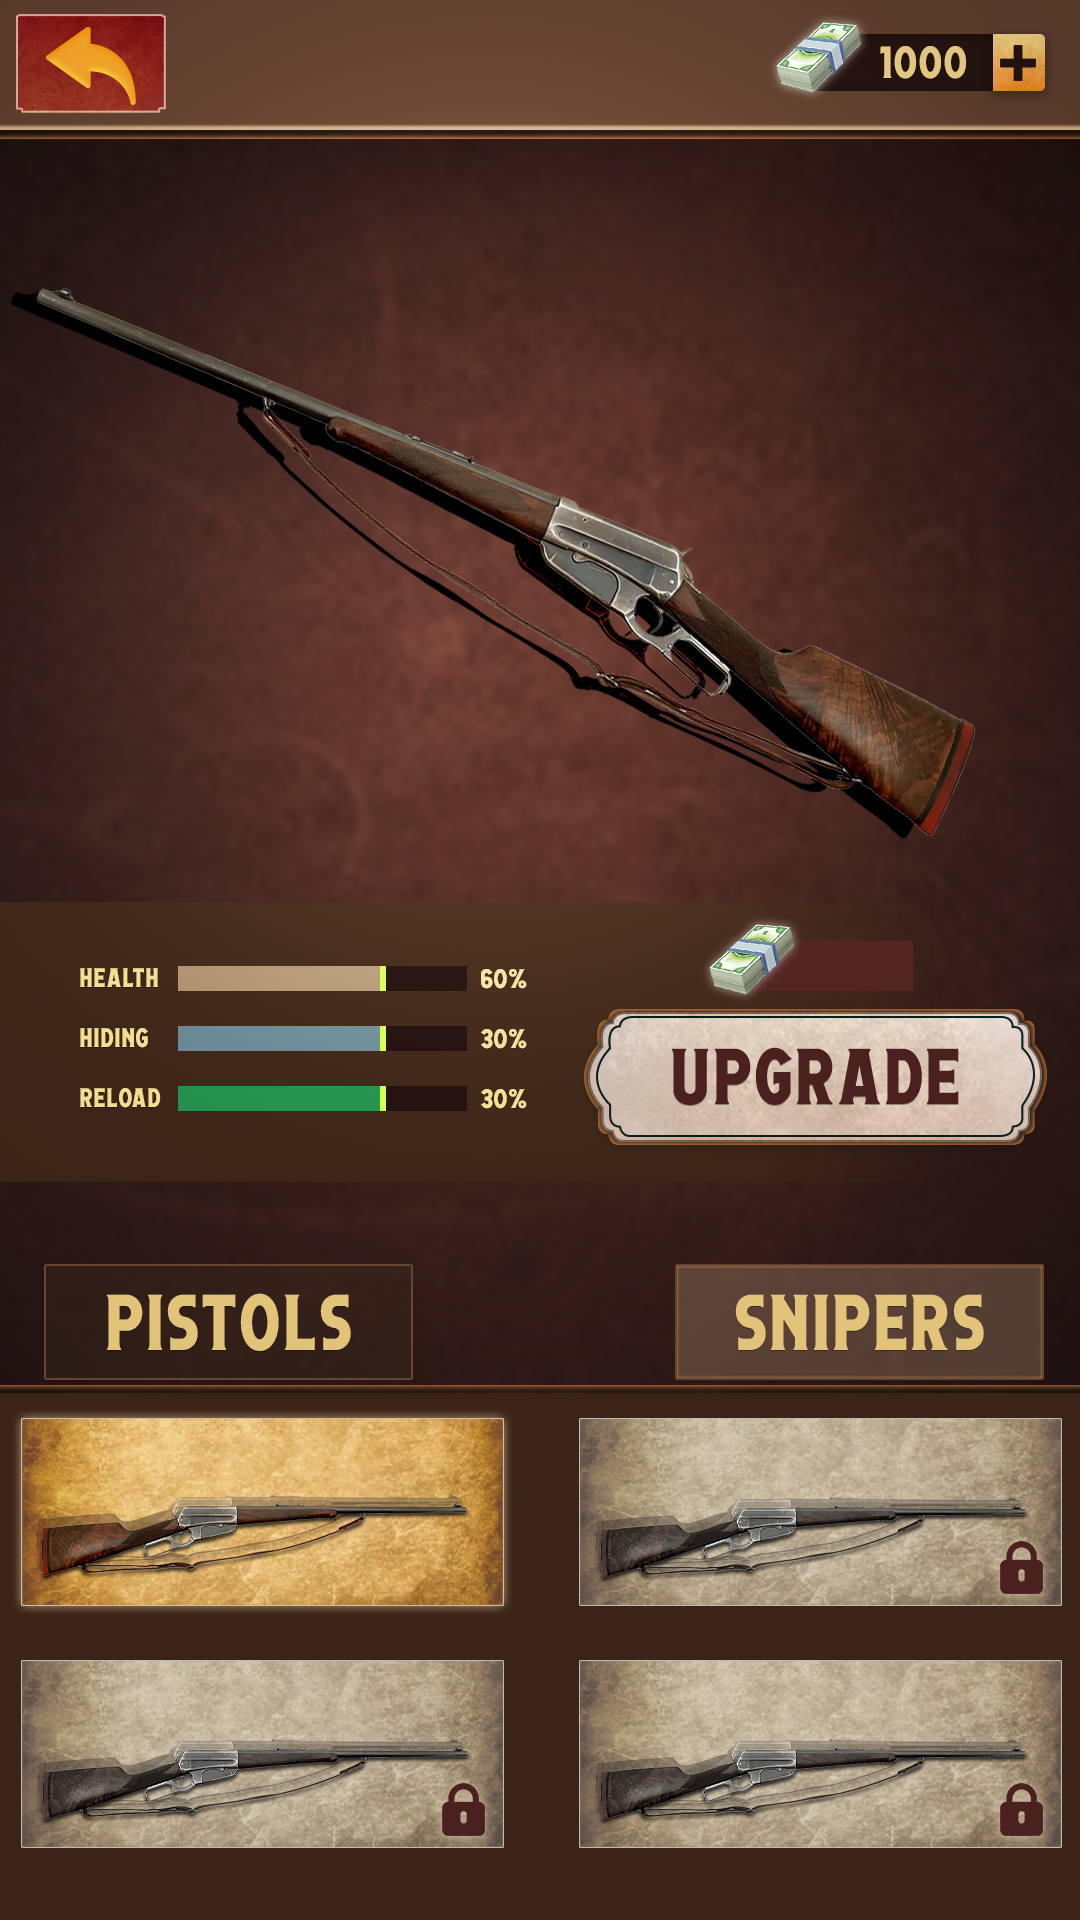 1000
HEALTH 60%
HIDING 30%
RELOAD 30%
UPGRADE
PISTOLS
SNIPERS